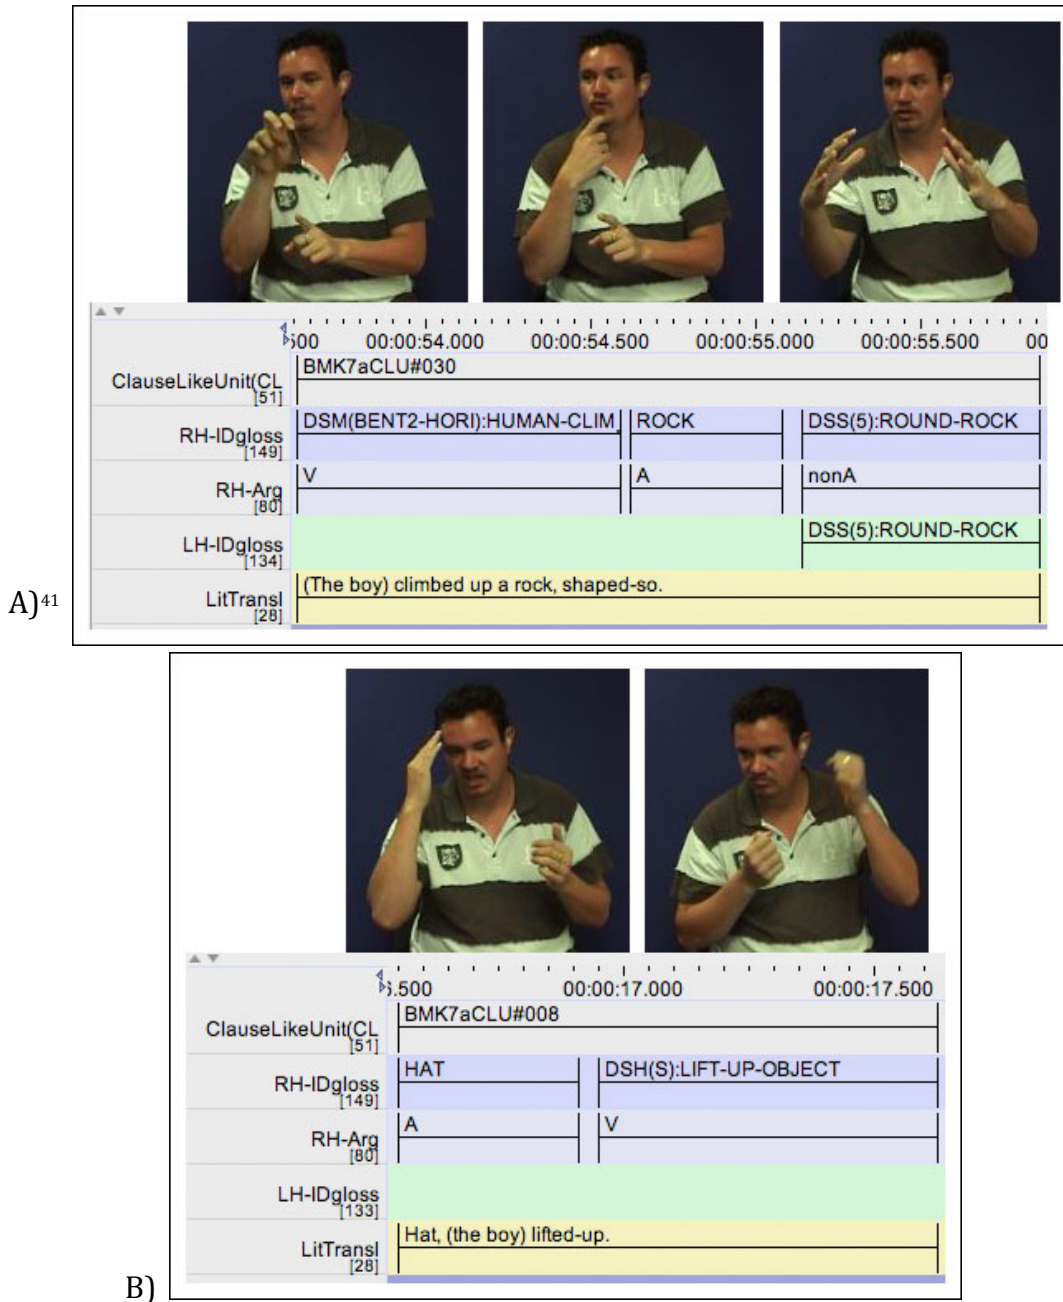 00:00:54.000 00:00:54.500 00:00:55.000 00:00:55.500 00
ClauseLikeUnit(CL
[51]
BMK7aCLU#030
RH-IDgloss
[149]
DSM(BENT2-HORI):HUMAN-CLIM ROCK DSS(5):ROUND-ROCK
RH-Arg
[80]
V A nonA
LH-IDgloss
[134]
DSS(5):ROUND-ROCK
A)41
LitTransl
[28]
(The boy) climbed up a rock, shaped-so.
.500 00:00:17.000 00:00:17.500
ClauseLikeUnit(CL
[51]
BMK7aCLU#008
RH-IDgloss
[149]
HAT DSH(S):LIFT-UP-OBJECT
RH-Arg
[80]
A V
LH-IDgloss
[133]
LitTransl
[28]
Hat, (the boy) lifted-up.
B)